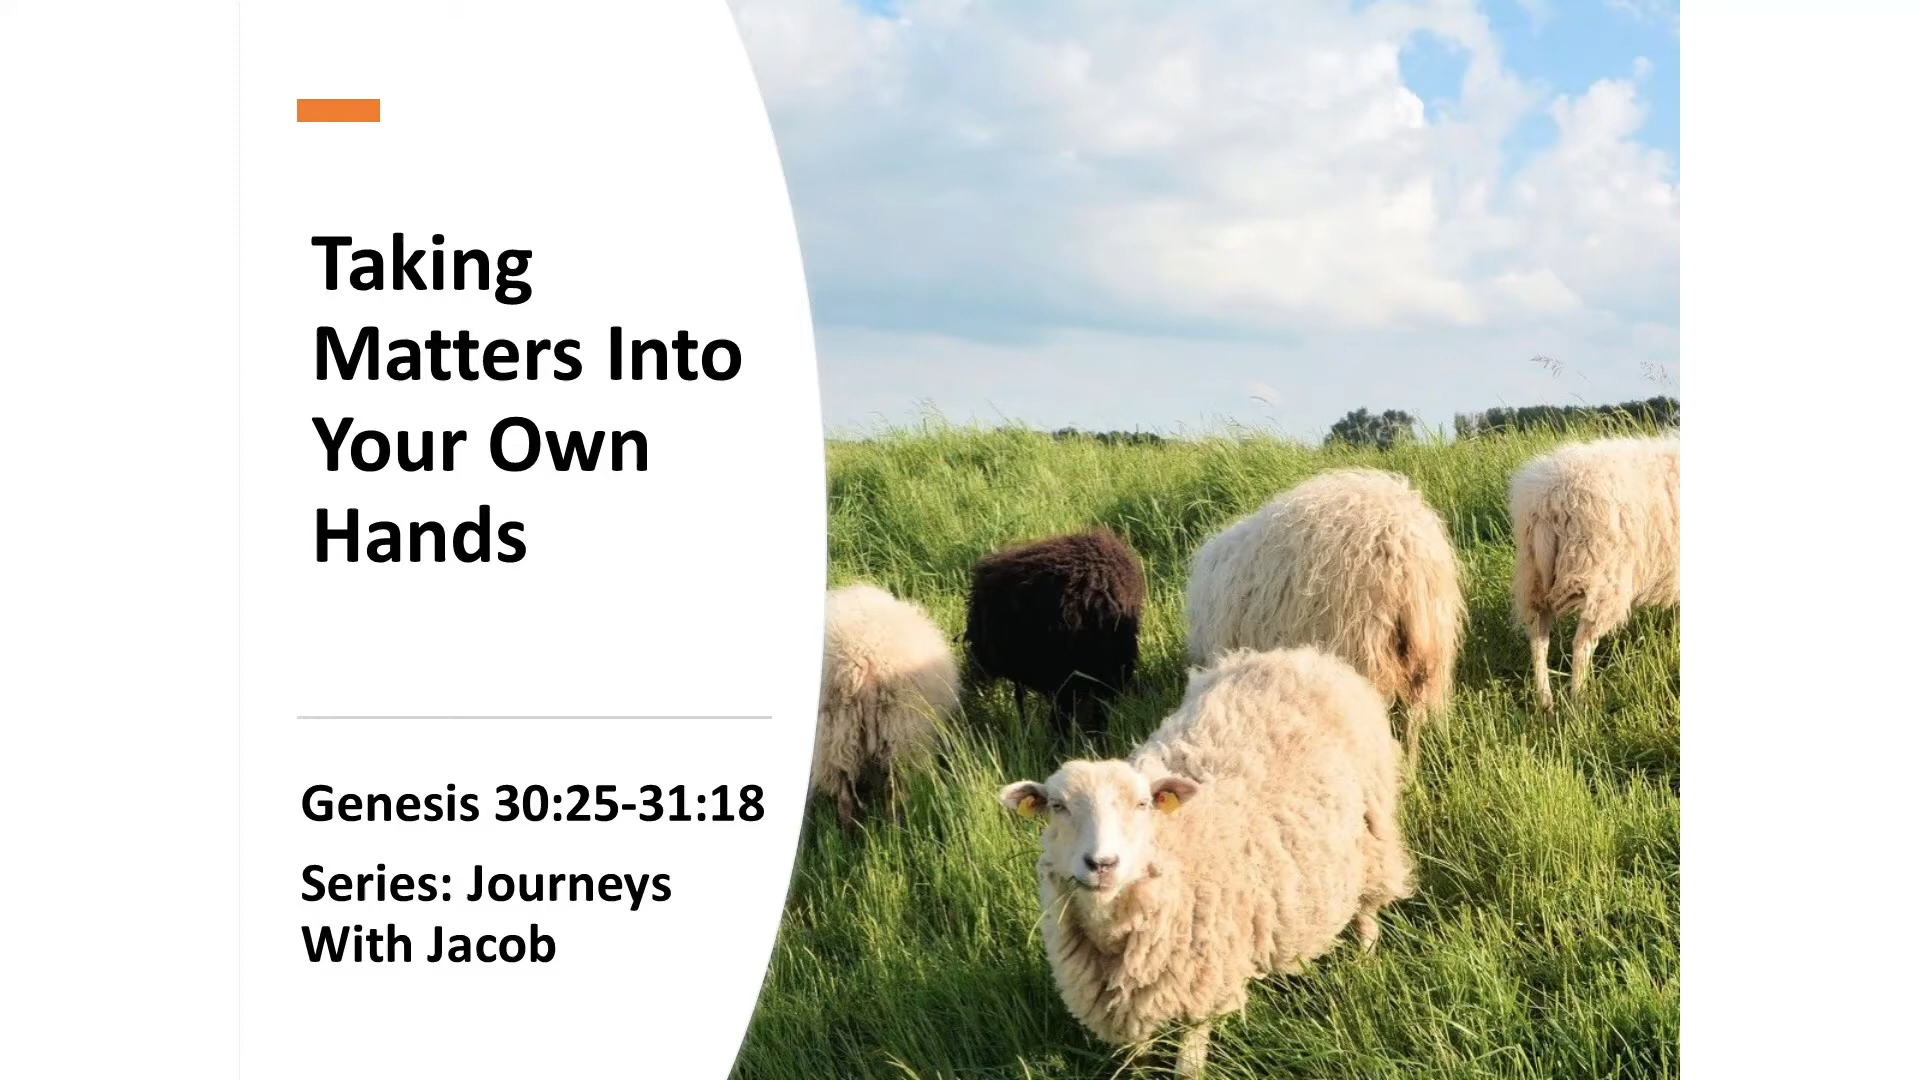 Taking
Matters Into
Your Own
Hands
Genesis 30:25-31:18
Series: Journeys
With Jacob